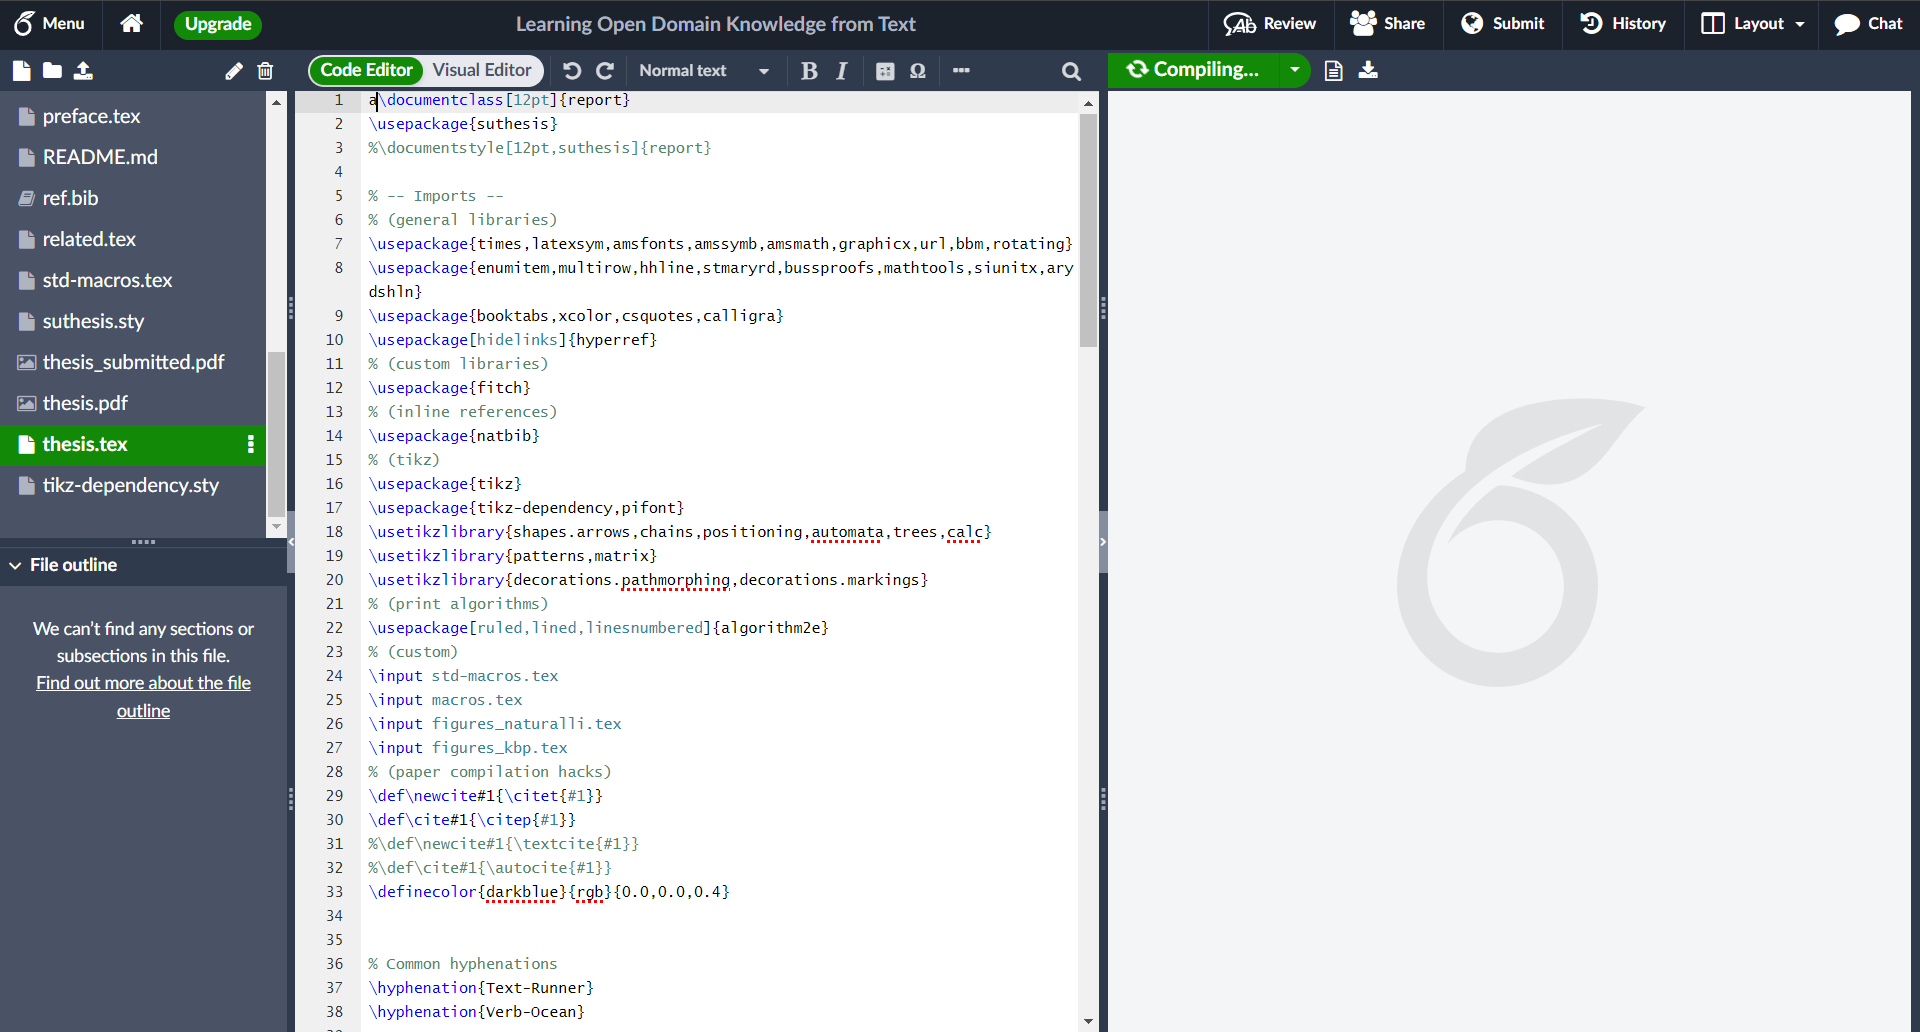 Menu
Upgrade
Learning Open Domain Knowledge from Text
Review
Share
Submit
History
Layout
Chat
Code Editor
Visual Editor
Normal text
B I Ω
Compiling...
preface.tex
README.md
ref.bib
related.tex
std-macros.tex
suthesis.sty
thesis_submitted.pdf
thesis.pdf
thesis.tex
tikz-dependency.sty
File outline
We can't find any sections or
subsections in this file.
Find out more about the file
outline
1 a\documentclass[12pt]{report}
2 \usepackage{suthesis}
3 %\documentstyle[12pt,suthesis]{report}
4
5 % -- Imports --
6 % (general libraries)
7 \usepackage{times,latexsym,amsfonts,amssymb,amsmath,graphicx,url,bbm,rotating}
8 \usepackage{enumitem,multirow,hhline,stmaryrd,bussproofs,mathtools,siunitx,ary
dshln}
9 \usepackage{booktabs,xcolor,csquotes,calligra}
10 \usepackage[hidelinks]{hyperref}
11 % (custom libraries)
12 \usepackage{fitch}
13 % (inline references)
14 \usepackage{natbib}
15 % (tikz)
16 \usepackage{tikz}
17 \usepackage{tikz-dependency,pifont}
18 \usetikzlibrary{shapes.arrows,chains,positioning,automata,trees,calc}
19 \usetikzlibrary{patterns,matrix}
20 \usetikzlibrary{decorations.pathmorphing,decorations.markings}
21 % (print algorithms)
22 \usepackage[ruled,lined,linesnumbered]{algorithm2e}
23 % (custom)
24 \input std-macros.tex
25 \input macros.tex
26 \input figures_naturalli.tex
27 \input figures_kbp.tex
28 % (paper compilation hacks)
29 \def\newcite#1{\citet{#1}}
30 \def\cite#1{\citep{#1}}
31 %\def\newcite#1{\textcite{#1}}
32 %\def\cite#1{\autocite{#1}}
33 \definecolor{darkblue}{rgb}{0.0,0.0,0.4}
34
35
36 % Common hyphenations
37 \hyphenation{Text-Runner}
38 \hyphenation{Verb-Ocean}